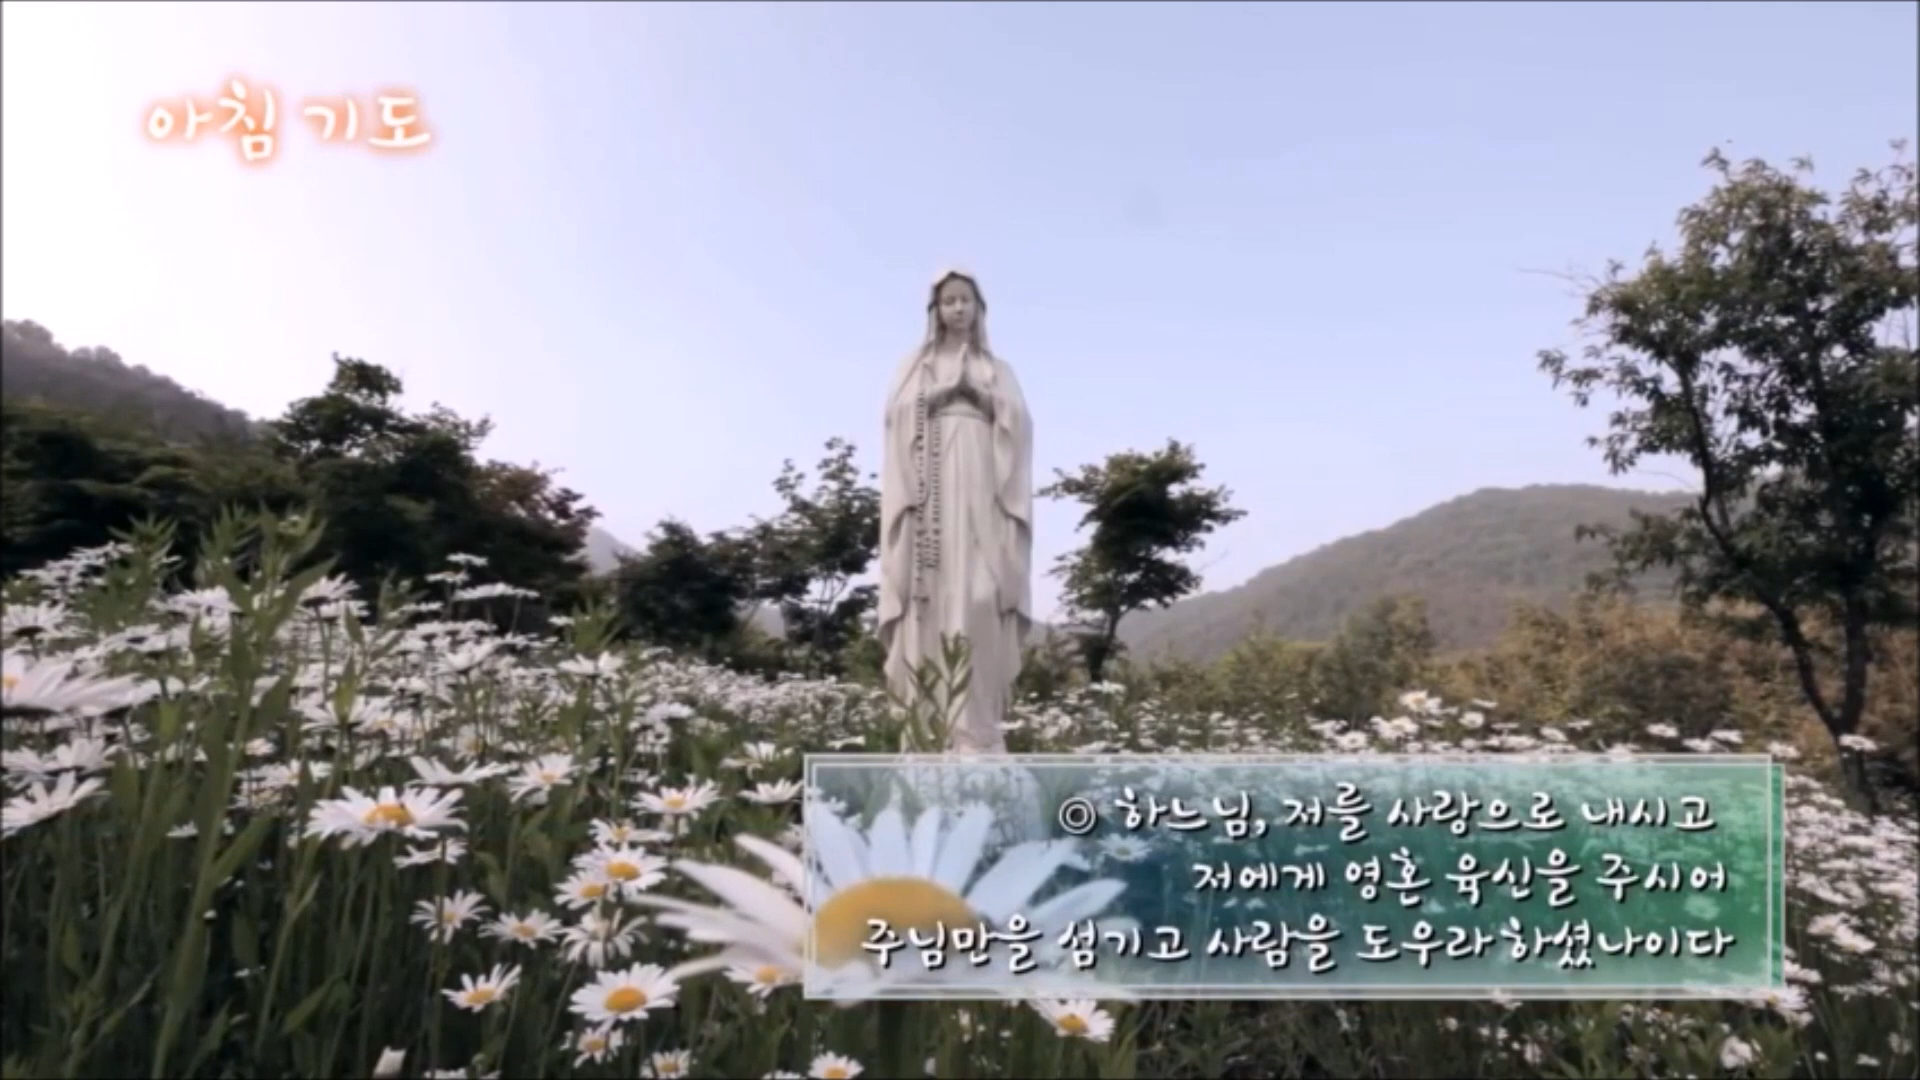 아침 기도
◎ 하느님, 저를 사랑으로 내시고
저에게 영혼 육신을 주시어
주님만을 섬기고 사람을 도우라 하셨나이다